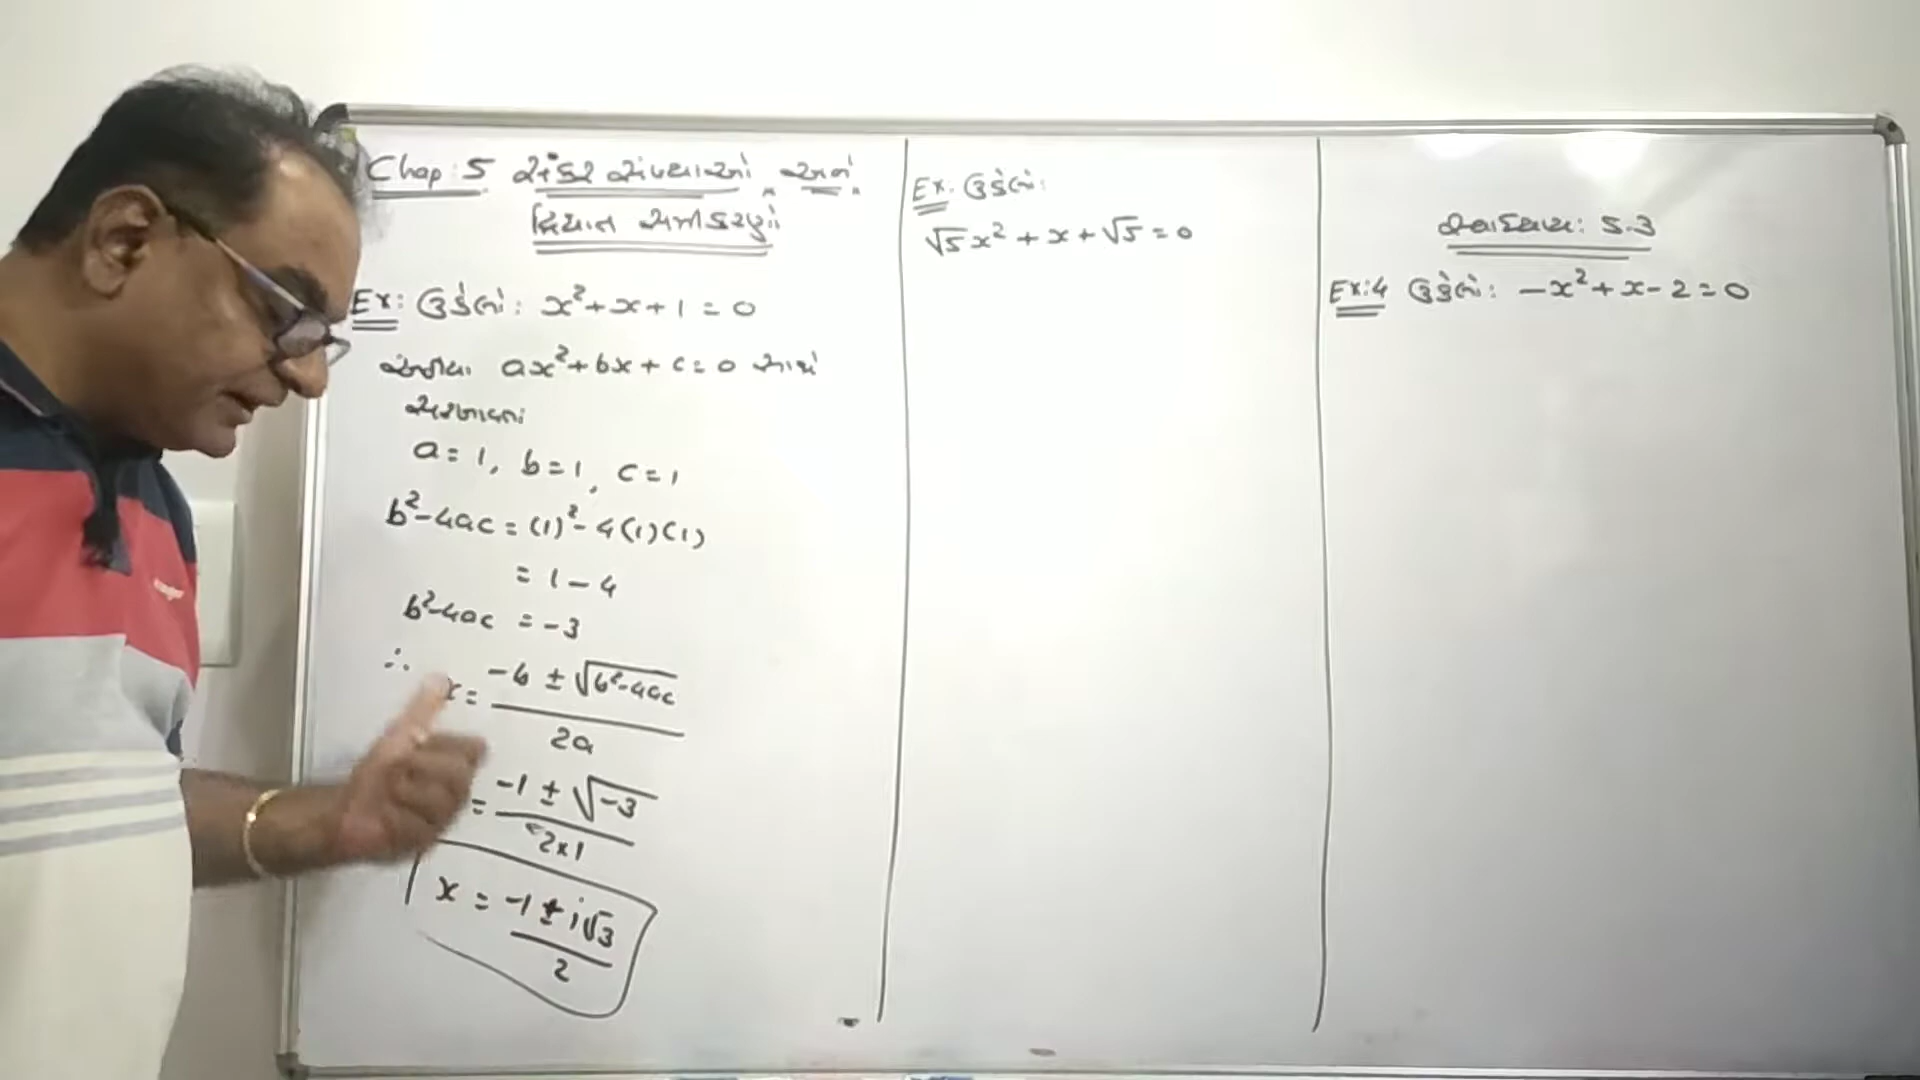 Chap : 5 સંકર સંખ્યાઓ અને
દ્વિઘાત સમીકરણો
Ex : ઉકેલો : x² + x + 1 = 0
અહીંયા ax² + bx + c = 0 સાથે
સરખાવતાં
a = 1, b = 1, c = 1
b² - 4ac = (1)² - 4(1)(1)
= 1 - 4
b² - 4ac = -3
∴ x = (-b ± √(b² - 4ac)) / 2a
= (-1 ± √-3) / 2×1
x = (-1 ± i√3) / 2
Ex. ઉકેલો :
√5x² + x + √5 = 0
સ્વાધ્યાય : 5.3
Ex:4 ઉકેલો : -x² + x - 2 = 0